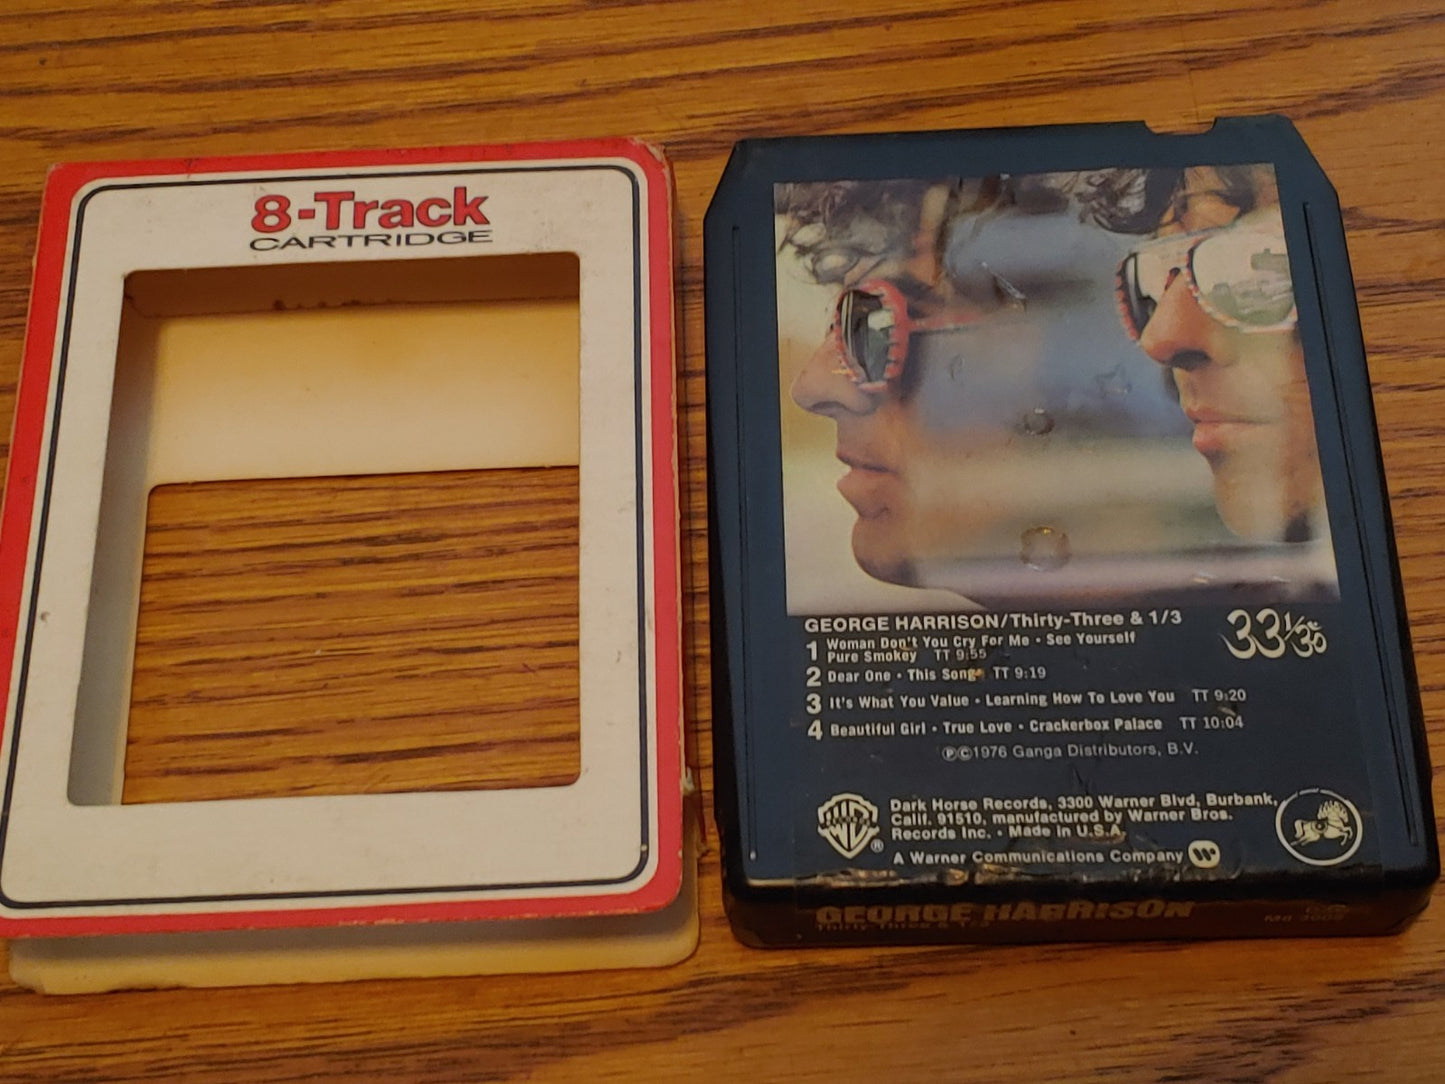 8-Track
CARTRIDGE
GEORGE HARRISON/Thirty-Three & 1/3
33 1/3
1 Woman Don't You Cry For Me • See Yourself
Pure Smokey TT 9:55
2 Dear One • This Song TT 9:19
3 It's What You Value • Learning How To Love You TT 9:20
4 Beautiful Girl • True Love • Crackerbox Palace TT 10:04
ⓟ©1976 Ganga Distributors, B.V.
Dark Horse Records, 3300 Warner Blvd, Burbank,
Calif. 91510, manufactured by Warner Bros.
Records Inc. • Made in U.S.A.
A Warner Communications Company
GEORGE HARRISON
Thirty-Three & 1/3